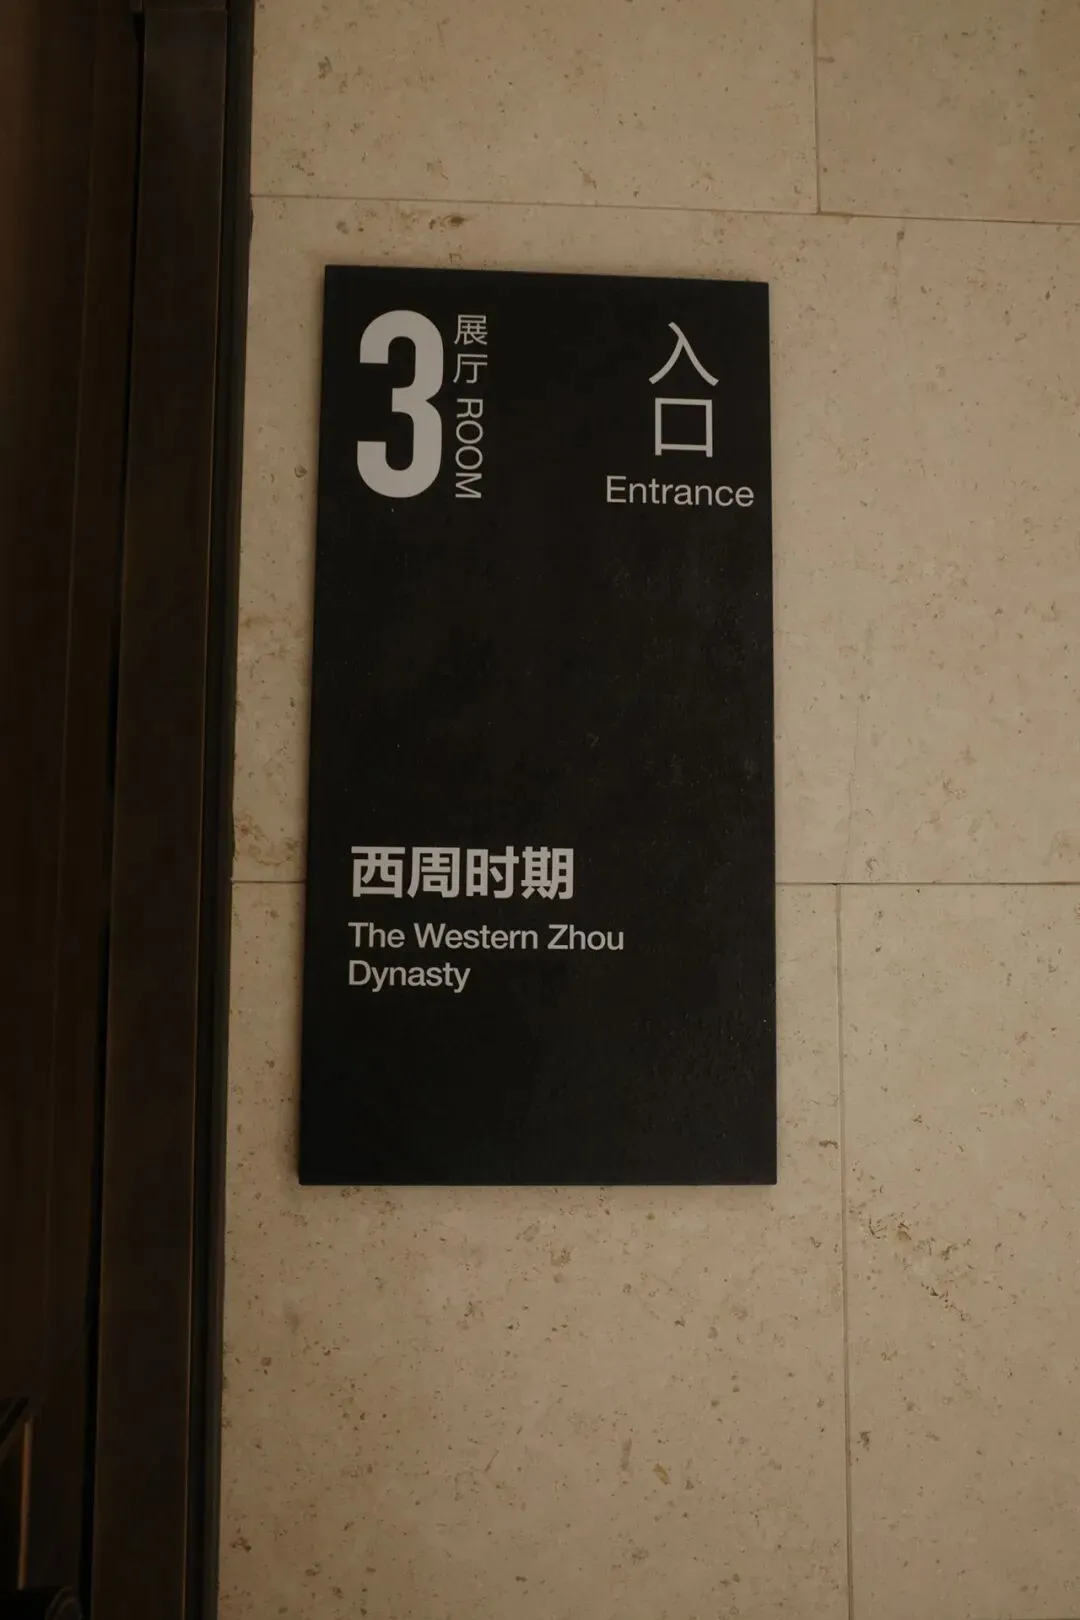 3
展厅 ROOM
入口
Entrance
西周时期
The Western Zhou
Dynasty